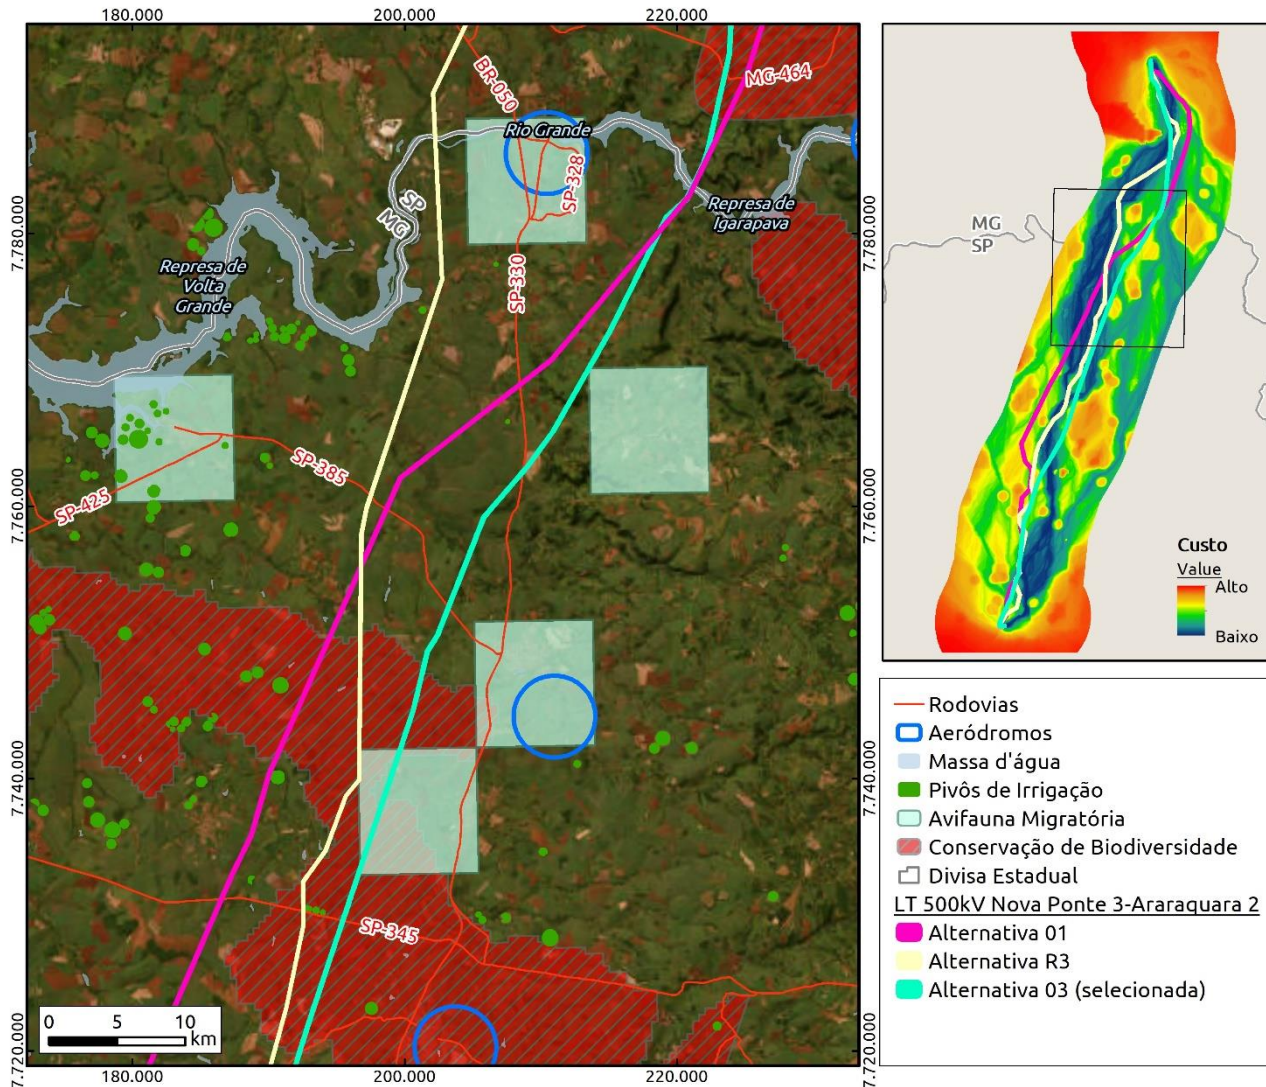 180.000
200.000
220.000
BR-050
MG-464
Rio Grande
SP-328
SP
MG
Represa de
Igarapava
7.780.000
7.780.000
Represa de
Volta
Grande
SP-330
SP-385
SP-425
7.760.000
7.760.000
7.740.000
7.740.000
SP-345
0 5 10
km
7.720.000
7.720.000
180.000
200.000
220.000
MG
SP
Custo
Value
Alto
Baixo
Rodovias
Aeródromos
Massa d'água
Pivôs de Irrigação
Avifauna Migratória
Conservação de Biodiversidade
Divisa Estadual
LT 500kV Nova Ponte 3-Araraquara 2
Alternativa 01
Alternativa R3
Alternativa 03 (selecionada)